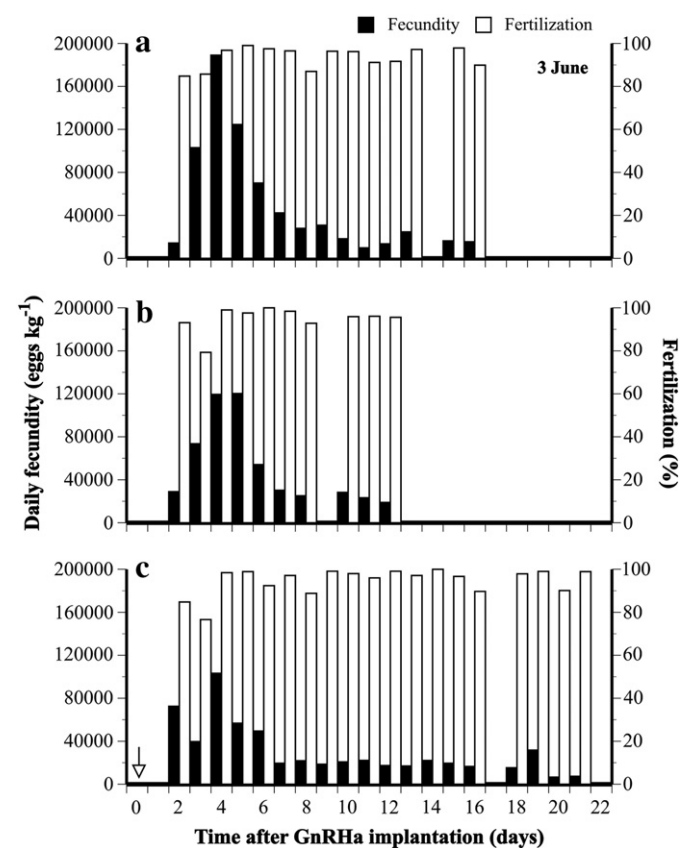 Fecundity Fertilization
a
3 June
200000 100
160000 80
120000 60
80000 40
40000 20
0 0
b
200000 100
160000 80
120000 60
80000 40
40000 20
0 0
c
200000 100
160000 80
120000 60
80000 40
40000 20
0 0
Daily fecundity (eggs kg⁻¹)
Fertilization (%)
0 2 4 6 8 10 12 14 16 18 20 22
Time after GnRHa implantation (days)